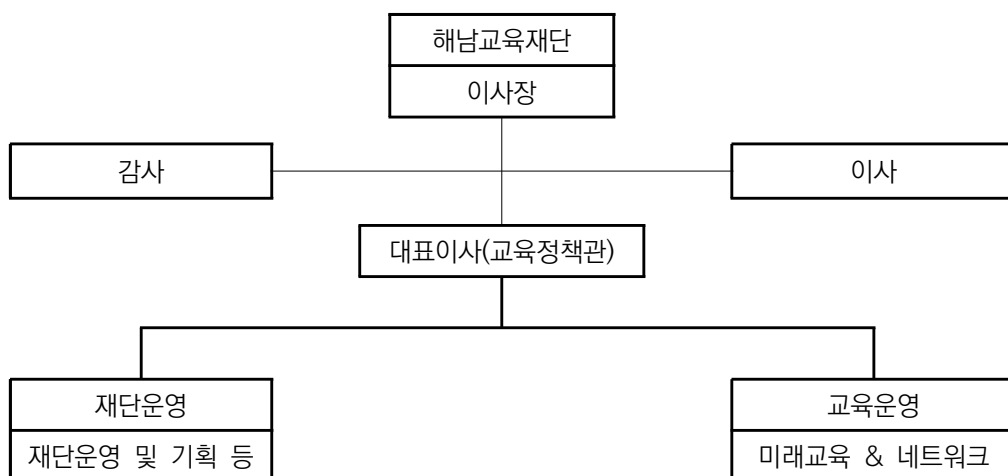 해남교육재단
이사장
감사
이사
대표이사(교육정책관)
재단운영
교육운영
재단운영 및 기획 등
미래교육 & 네트워크